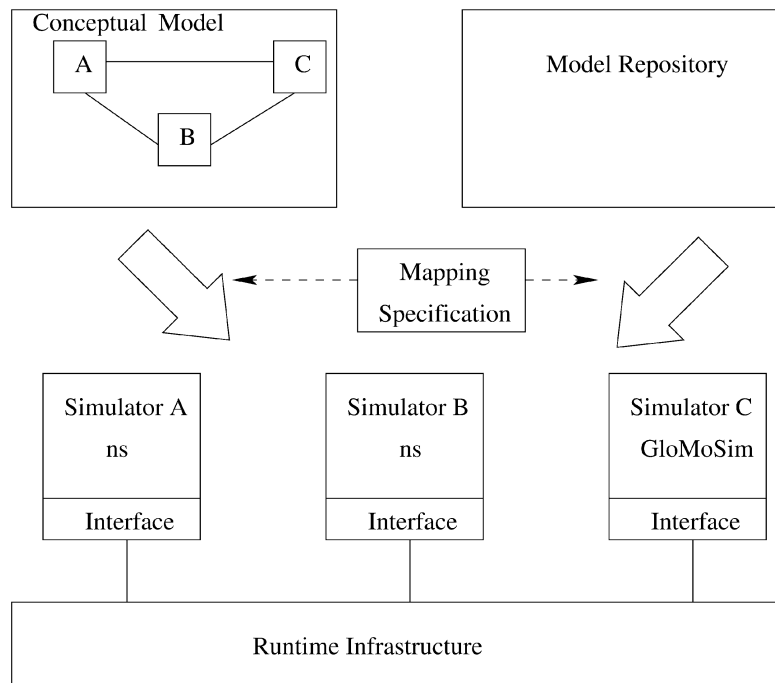 Conceptual Model
A
C
B
Model Repository
Mapping
Specification
Simulator A
ns
Interface
Simulator B
ns
Interface
Simulator C
GloMoSim
Interface
Runtime Infrastructure